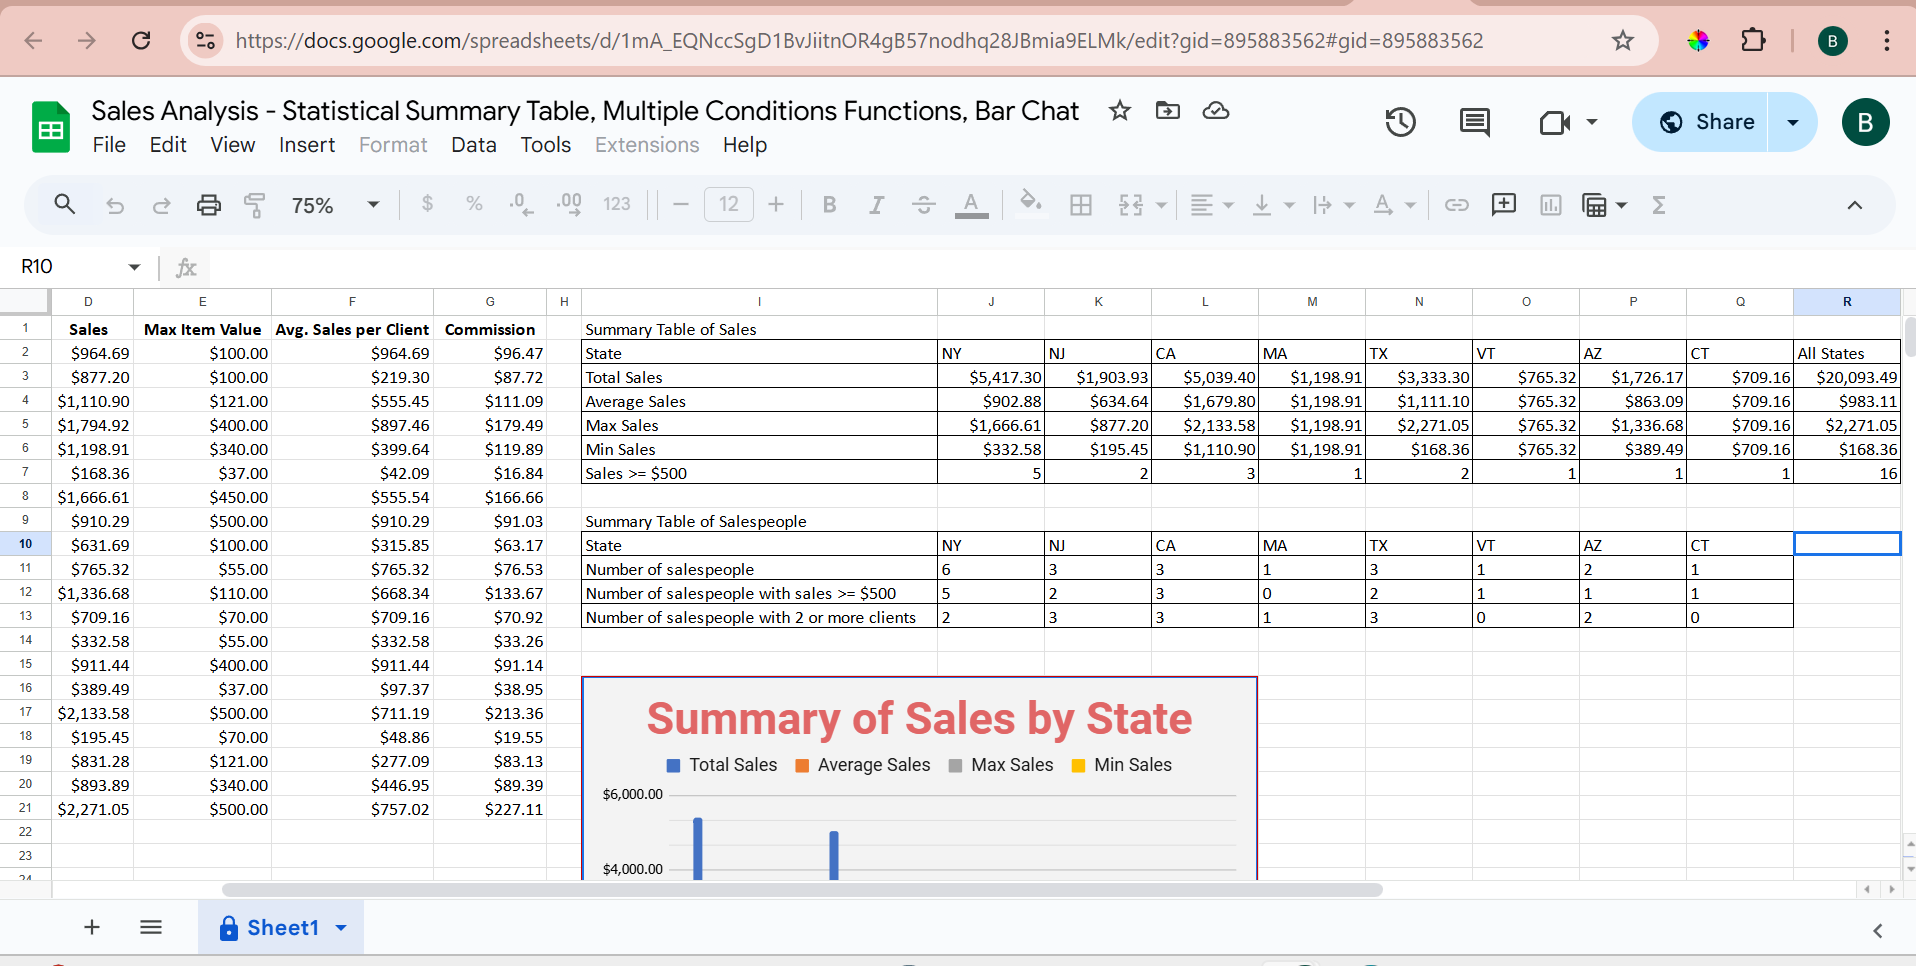 https://docs.google.com/spreadsheets/d/1mA_EQNccSgD1BvJiitnOR4gB57nodhq28JBmia9ELMk/edit?gid=895883562#gid=895883562 B
Sales Analysis - Statistical Summary Table, Multiple Conditions Functions, Bar Chat
Share B
File Edit View Insert Format Data Tools Extensions Help
75% $ % .0 .00 123 12 B I A A Σ
R10 fx
D E F G H I J K L M N O P Q R
1 Sales Max Item Value Avg. Sales per Client Commission Summary Table of Sales
2 $964.69 $100.00 $964.69 $96.47 State NY NJ CA MA TX VT AZ CT All States
3 $877.20 $100.00 $219.30 $87.72 Total Sales $5,417.30 $1,903.93 $5,039.40 $1,198.91 $3,333.30 $765.32 $1,726.17 $709.16 $20,093.49
4 $1,110.90 $121.00 $555.45 $111.09 Average Sales $902.88 $634.64 $1,679.80 $1,198.91 $1,111.10 $765.32 $863.09 $709.16 $983.11
5 $1,794.92 $400.00 $897.46 $179.49 Max Sales $1,666.61 $877.20 $2,133.58 $1,198.91 $2,271.05 $765.32 $1,336.68 $709.16 $2,271.05
6 $1,198.91 $340.00 $399.64 $119.89 Min Sales $332.58 $195.45 $1,110.90 $1,198.91 $168.36 $765.32 $389.49 $709.16 $168.36
7 $168.36 $37.00 $42.09 $16.84 Sales >= $500 5 2 3 1 2 1 1 1 16
8 $1,666.61 $450.00 $555.54 $166.66
9 $910.29 $500.00 $910.29 $91.03 Summary Table of Salespeople
10 $631.69 $100.00 $315.85 $63.17 State NY NJ CA MA TX VT AZ CT
11 $765.32 $55.00 $765.32 $76.53 Number of salespeople 6 3 3 1 3 1 2 1
12 $1,336.68 $110.00 $668.34 $133.67 Number of salespeople with sales >= $500 5 2 3 0 2 1 1 1
13 $709.16 $70.00 $709.16 $70.92 Number of salespeople with 2 or more clients 2 3 3 1 3 0 2 0
14 $332.58 $55.00 $332.58 $33.26
15 $911.44 $400.00 $911.44 $91.14
16 $389.49 $37.00 $97.37 $38.95
17 $2,133.58 $500.00 $711.19 $213.36
18 $195.45 $70.00 $48.86 $19.55
19 $831.28 $121.00 $277.09 $83.13
20 $893.89 $340.00 $446.95 $89.39
21 $2,271.05 $500.00 $757.02 $227.11
22
23
24
Summary of Sales by State
Total Sales Average Sales Max Sales Min Sales
$6,000.00
$4,000.00
Sheet1